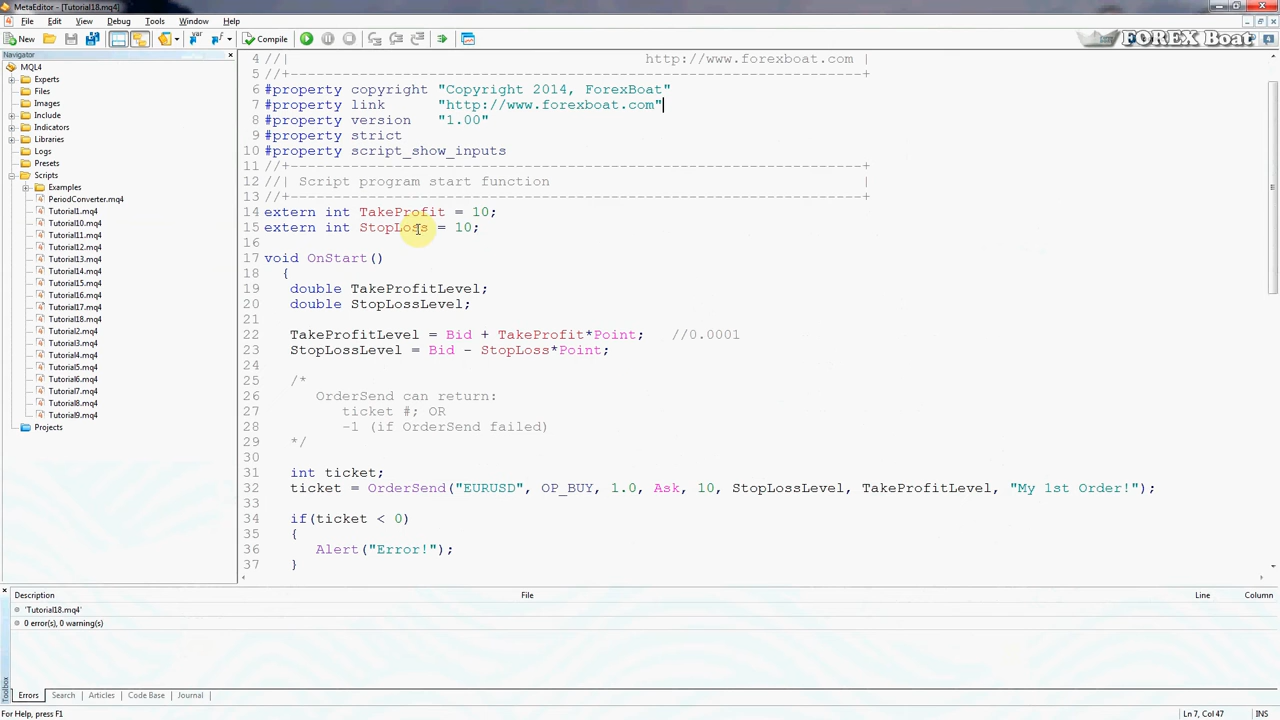 MetaEditor - [Tutorial18.mq4]
File Edit View Debug Tools Window Help
New Compile
FOREX Boat
Navigator
MQL4
Experts
Files
Images
Include
Indicators
Libraries
Logs
Presets
Scripts
Examples
PeriodConverter.mq4
Tutorial1.mq4
Tutorial10.mq4
Tutorial11.mq4
Tutorial12.mq4
Tutorial13.mq4
Tutorial14.mq4
Tutorial15.mq4
Tutorial16.mq4
Tutorial17.mq4
Tutorial18.mq4
Tutorial2.mq4
Tutorial3.mq4
Tutorial4.mq4
Tutorial5.mq4
Tutorial6.mq4
Tutorial7.mq4
Tutorial8.mq4
Tutorial9.mq4
Projects
4 //| http://www.forexboat.com |
5 //+------------------------------------------------------------------+
6 #property copyright "Copyright 2014, ForexBoat"
7 #property link "http://www.forexboat.com"
8 #property version "1.00"
9 #property strict
10 #property script_show_inputs
11 //+------------------------------------------------------------------+
12 //| Script program start function |
13 //+------------------------------------------------------------------+
14 extern int TakeProfit = 10;
15 extern int StopLoss = 10;
16
17 void OnStart()
18 {
19 double TakeProfitLevel;
20 double StopLossLevel;
21
22 TakeProfitLevel = Bid + TakeProfit*Point; //0.0001
23 StopLossLevel = Bid - StopLoss*Point;
24
25 /*
26 OrderSend can return:
27 ticket #; OR
28 -1 (if OrderSend failed)
29 */
30
31 int ticket;
32 ticket = OrderSend("EURUSD", OP_BUY, 1.0, Ask, 10, StopLossLevel, TakeProfitLevel, "My 1st Order!");
33
34 if(ticket < 0)
35 {
36 Alert("Error!");
37 }
Description File Line Column
'Tutorial18.mq4'
0 error(s), 0 warning(s)
Toolbox
Errors Search Articles Code Base Journal
For Help, press F1 Ln 7, Col 47 INS